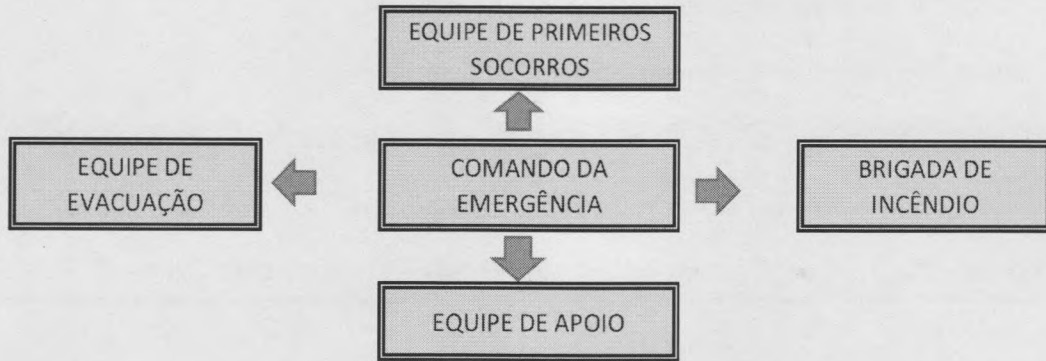 EQUIPE DE PRIMEIROS
SOCORROS
EQUIPE DE
EVACUAÇÃO
COMANDO DA
EMERGÊNCIA
BRIGADA DE
INCÊNDIO
EQUIPE DE APOIO